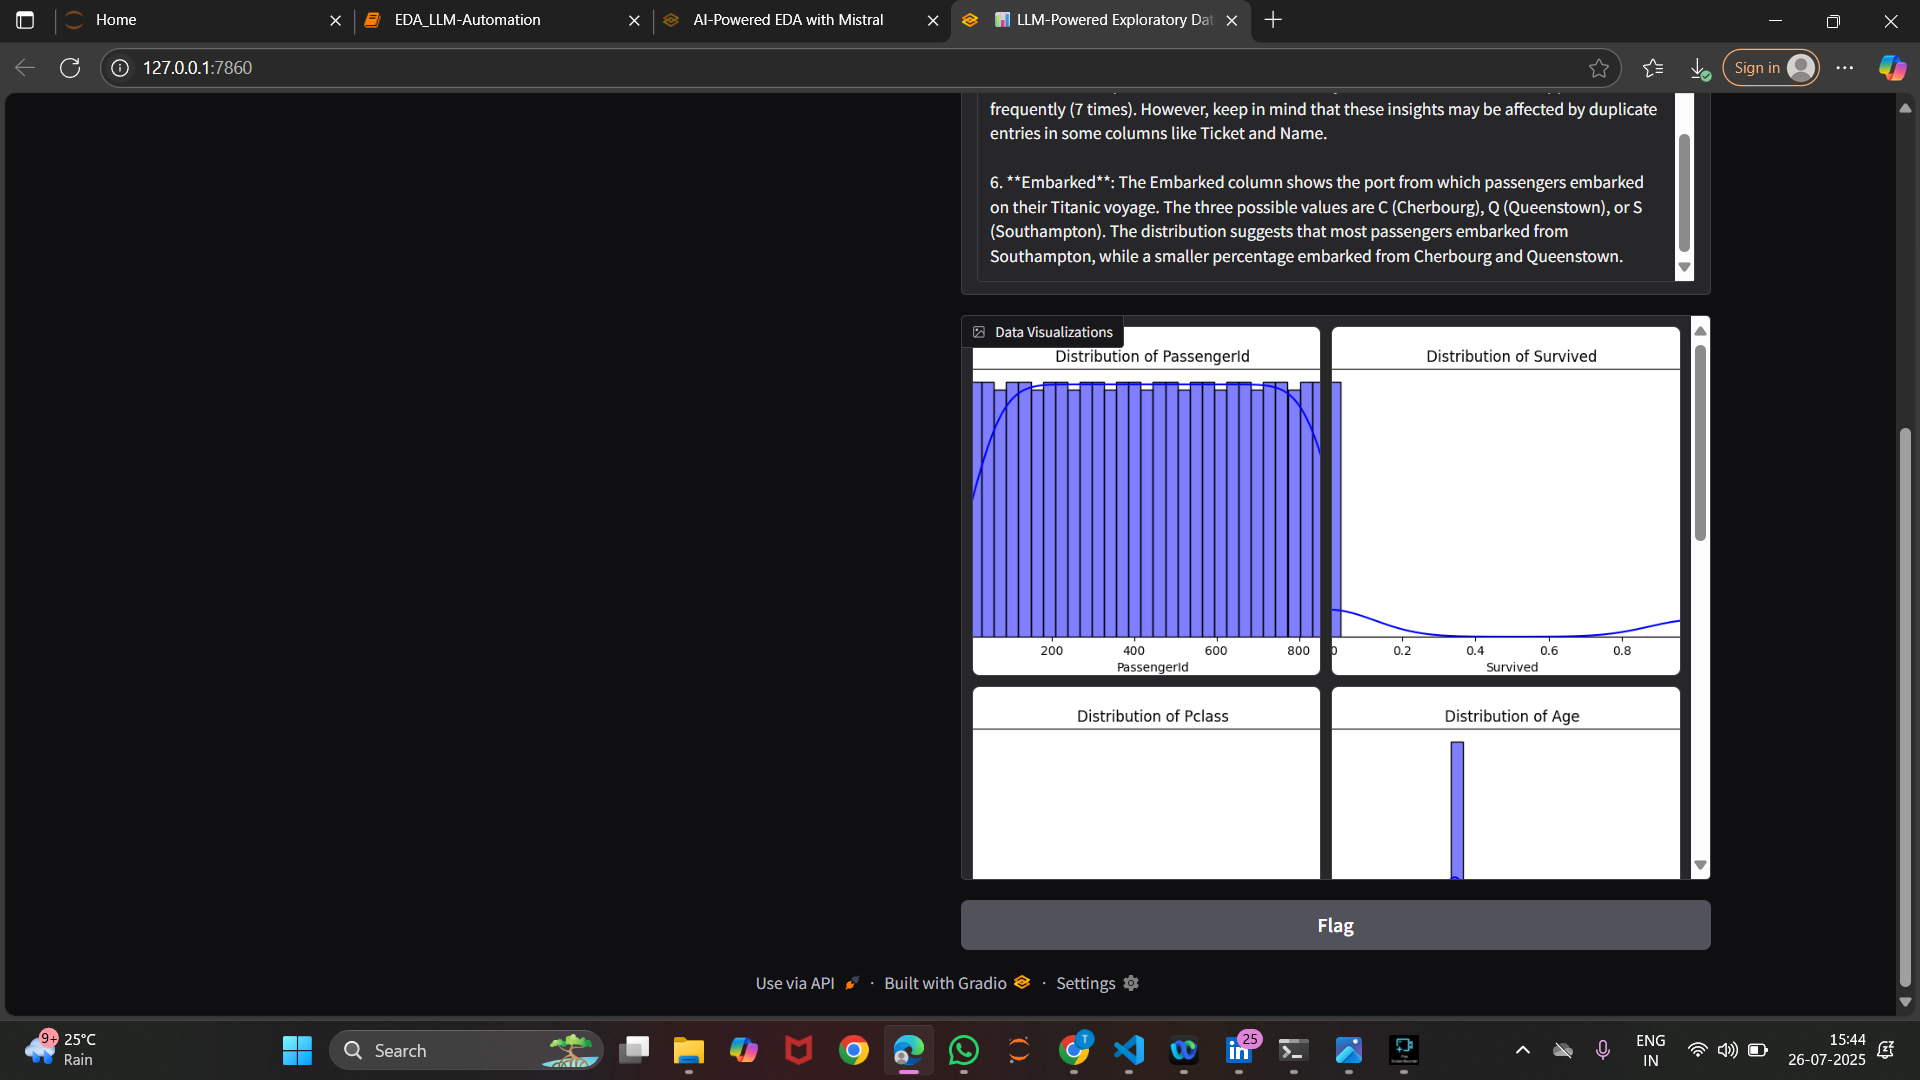 Home
EDA_LLM-Automation
AI-Powered EDA with Mistral
LLM-Powered Exploratory Dat
127.0.0.1:7860
Sign in
frequently (7 times). However, keep in mind that these insights may be affected by duplicate
entries in some columns like Ticket and Name.
6. **Embarked**: The Embarked column shows the port from which passengers embarked
on their Titanic voyage. The three possible values are C (Cherbourg), Q (Queenstown), or S
(Southampton). The distribution suggests that most passengers embarked from
Southampton, while a smaller percentage embarked from Cherbourg and Queenstown.
Data Visualizations
Distribution of PassengerId
200 400 600 800
PassengerId
Distribution of Survived
0 0.2 0.4 0.6 0.8
Survived
Distribution of Pclass
Distribution of Age
Flag
Use via API · Built with Gradio · Settings
9+
25°C
Rain
Search
T
25
ENG
IN
15:44
26-07-2025